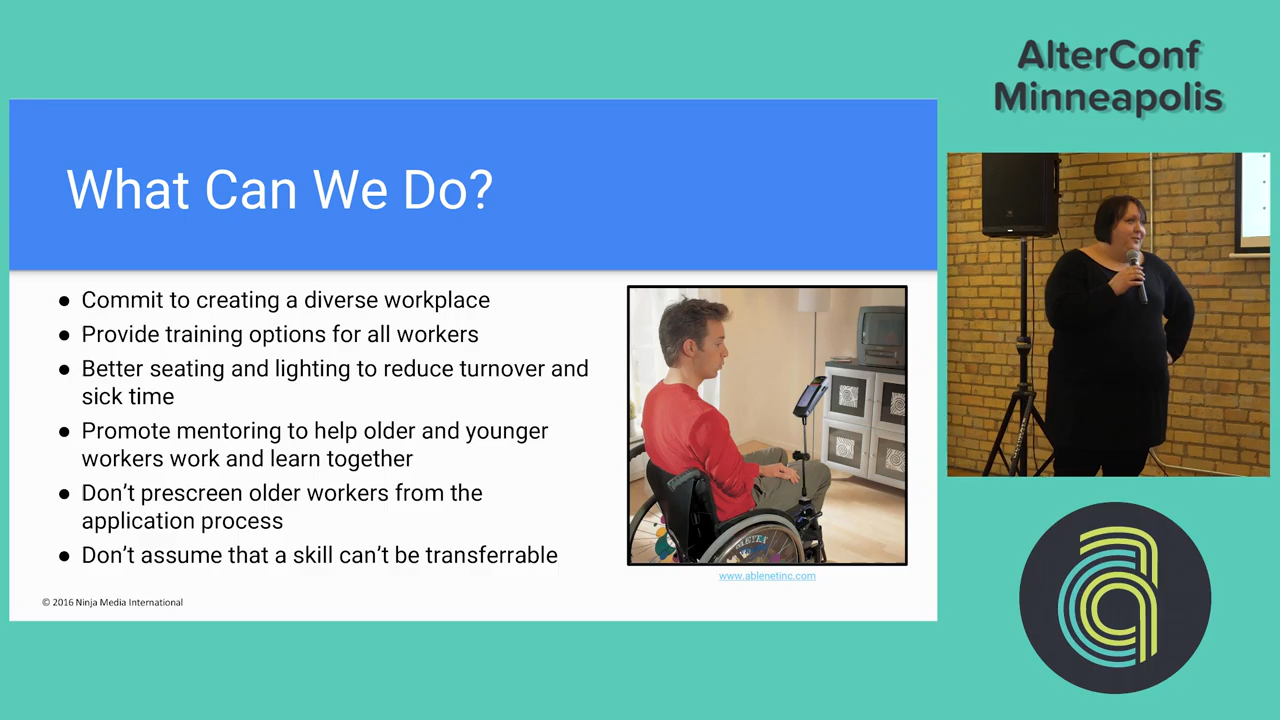 AlterConf
Minneapolis
What Can We Do?
● Commit to creating a diverse workplace
● Provide training options for all workers
● Better seating and lighting to reduce turnover and
sick time
● Promote mentoring to help older and younger
workers work and learn together
● Don’t prescreen older workers from the
application process
● Don’t assume that a skill can’t be transferrable
www.ablenetinc.com
© 2016 Ninja Media International